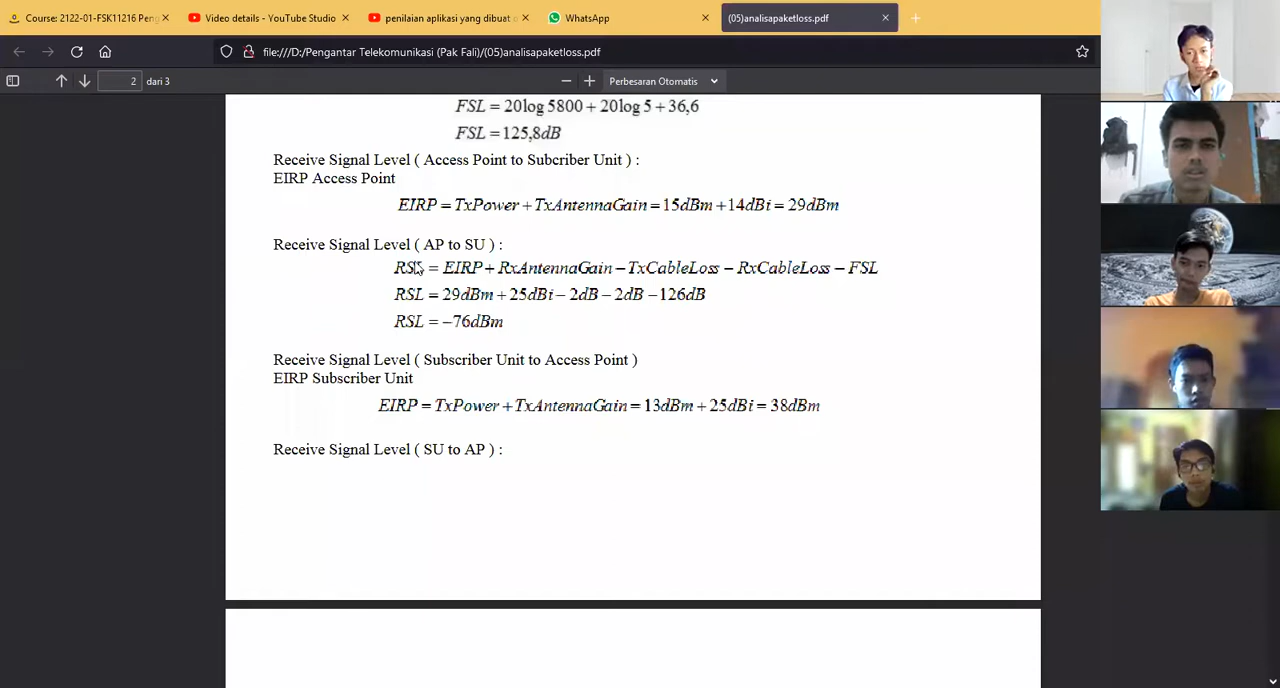 Course: 2122-01-FSK11216 Peng
Video details - YouTube Studio
penilaian aplikasi yang dibuat o
WhatsApp
(05)analisapaketloss.pdf
file:///D:/Pengantar Telekomunikasi (Pak Fali)/(05)analisapaketloss.pdf
2 dari 3
Perbesaran Otomatis
FSL = 20log 5800 + 20log 5 + 36,6
FSL = 125,8dB
Receive Signal Level ( Access Point to Subcriber Unit ) :
EIRP Access Point
EIRP = TxPower + TxAntennaGain = 15dBm +14dBi = 29dBm
Receive Signal Level ( AP to SU ) :
RSL = EIRP + RxAntennaGain − TxCableLoss − RxCableLoss − FSL
RSL = 29dBm + 25dBi − 2dB − 2dB −126dB
RSL = −76dBm
Receive Signal Level ( Subscriber Unit to Access Point )
EIRP Subscriber Unit
EIRP = TxPower + TxAntennaGain = 13dBm + 25dBi = 38dBm
Receive Signal Level ( SU to AP ) :